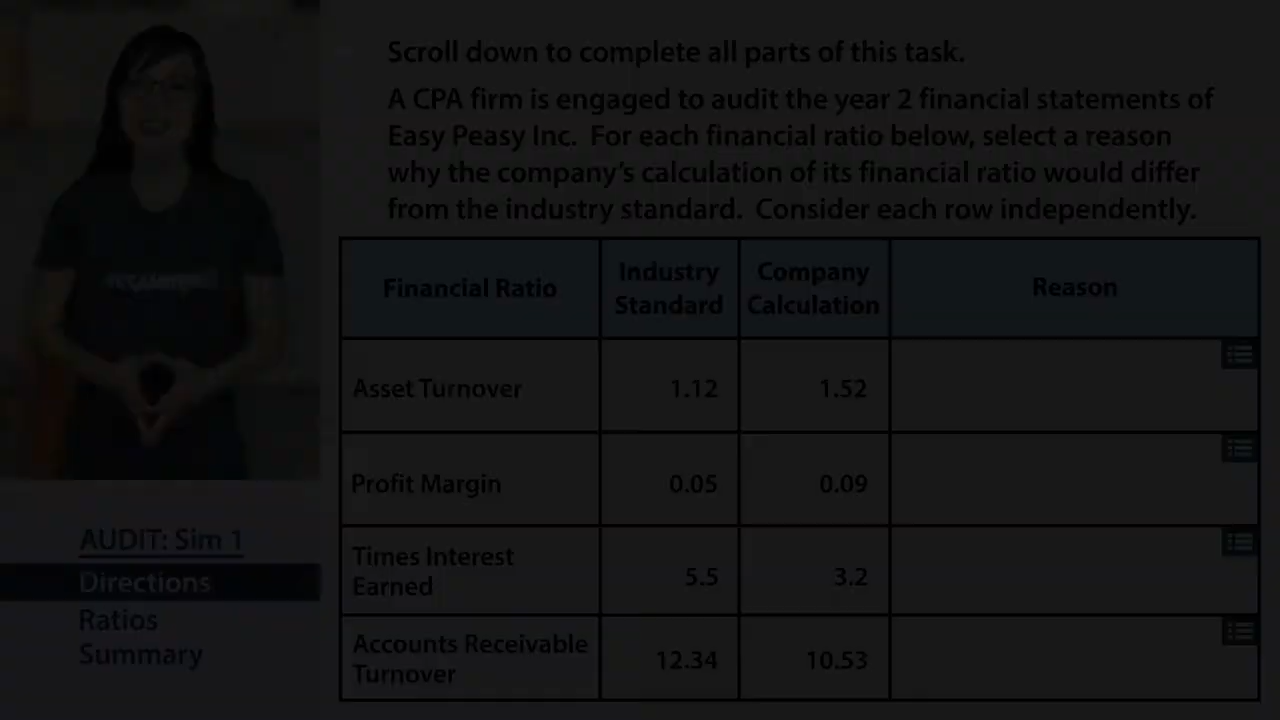 Scroll down to complete all parts of this task.
A CPA firm is engaged to audit the year 2 financial statements of
Easy Peasy Inc. For each financial ratio below, select a reason
why the company's calculation of its financial ratio would differ
from the industry standard. Consider each row independently.
Financial Ratio
Industry
Standard
Company
Calculation
Reason
Asset Turnover
1.12
1.52
Profit Margin
0.05
0.09
Times Interest
Earned
5.5
3.2
Accounts Receivable
Turnover
12.34
10.53
AUDIT: Sim 1
Directions
Ratios
Summary